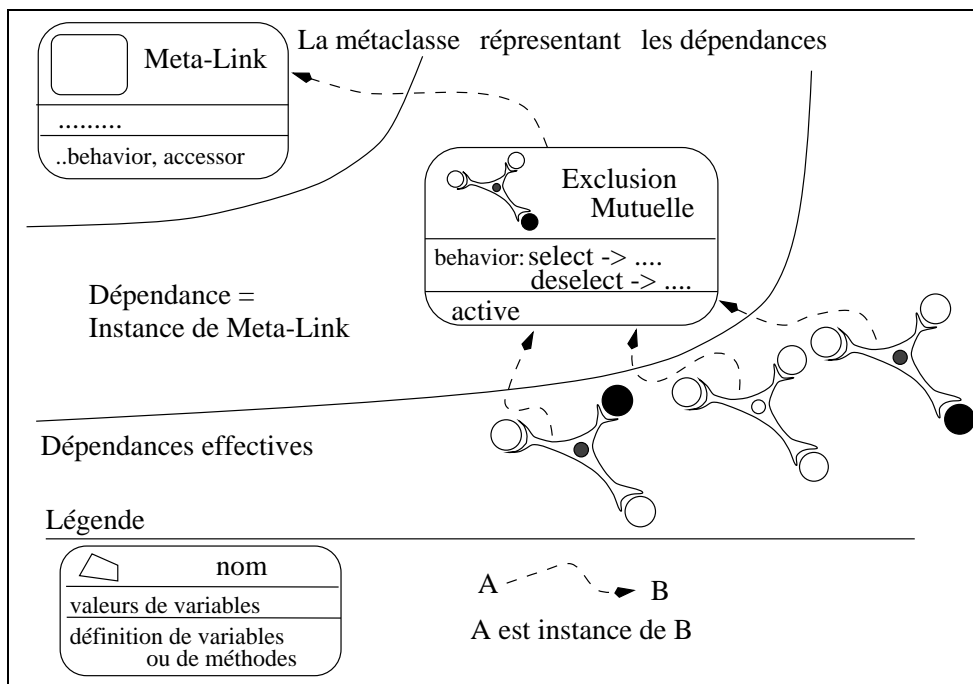 La métaclasse répresentant les dépendances
Meta-Link
.........
..behavior, accessor
Exclusion
Mutuelle
behavior: select -> ....
deselect -> ....
active
Dépendance =
Instance de Meta-Link
Dépendances effectives
Légende
nom
valeurs de variables
définition de variables
ou de méthodes
A B
A est instance de B